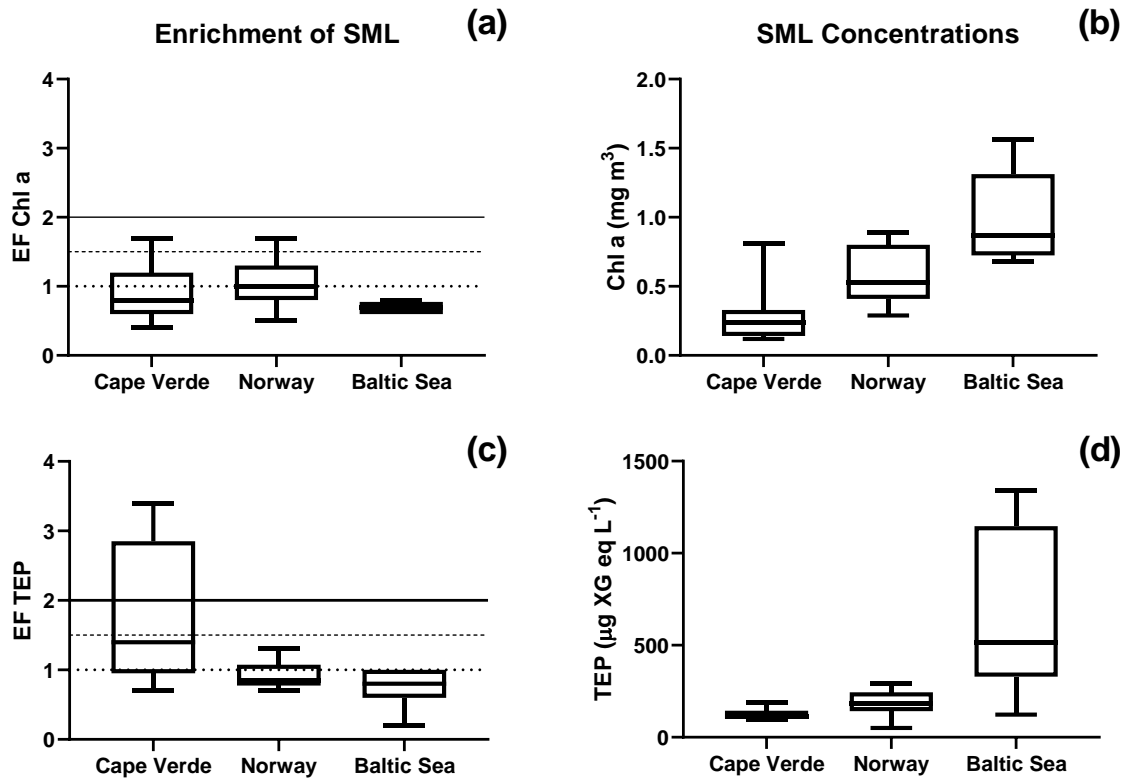 Enrichment of SML
(a)
4
3
2
1
0
EF Chl a
Cape Verde Norway Baltic Sea
SML Concentrations
(b)
2.0
1.5
1.0
0.5
0.0
Chl a (mg m³)
Cape Verde Norway Baltic Sea
(c)
4
3
2
1
0
EF TEP
Cape Verde Norway Baltic Sea
(d)
1500
1000
500
0
TEP (µg XG eq L⁻¹)
Cape Verde Norway Baltic Sea